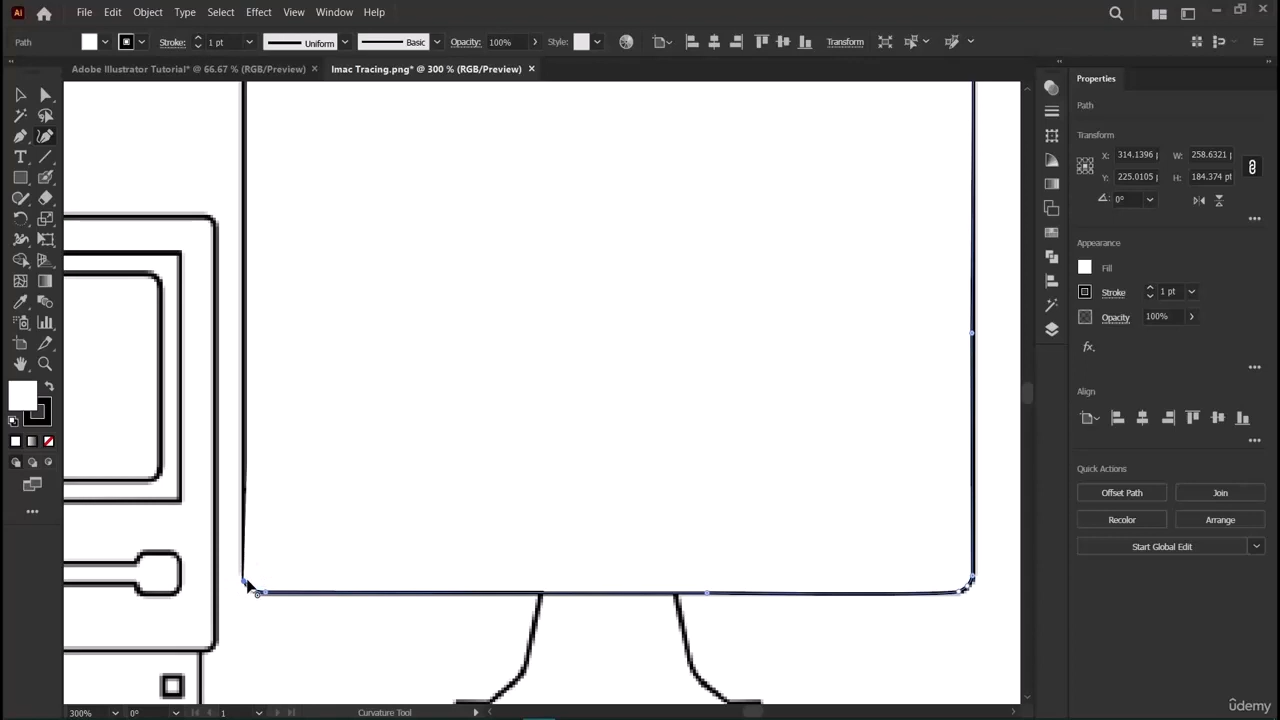 Ai File Edit Object Type Select Effect View Window Help
Path Stroke: 1 pt Uniform Basic Opacity: 100% Style: Transform
Adobe Illustrator Tutorial* @ 66.67 % (RGB/Preview) × Imac Tracing.png* @ 300 % (RGB/Preview) ×
Properties
Path
Transform
X: 314.1396 p W: 258.6321 p
Y: 225.0105 p H: 184.374 pt
0°
Appearance
Fill
Stroke 1 pt
Opacity 100%
fx.
Align
Quick Actions
Offset Path Join
Recolor Arrange
Start Global Edit
300% 0° 1 Curvature Tool
ûdemy